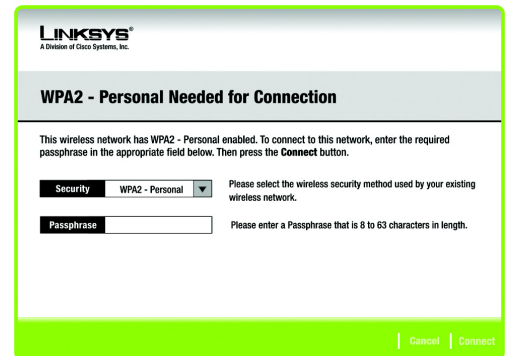 LINKSYS®
A Division of Cisco Systems, Inc.
WPA2 - Personal Needed for Connection
This wireless network has WPA2 - Personal enabled. To connect to this network, enter the required
passphrase in the appropriate field below. Then press the Connect button.
Security WPA2 - Personal Please select the wireless security method used by your existing
wireless network.
Passphrase Please enter a Passphrase that is 8 to 63 characters in length.
Cancel Connect